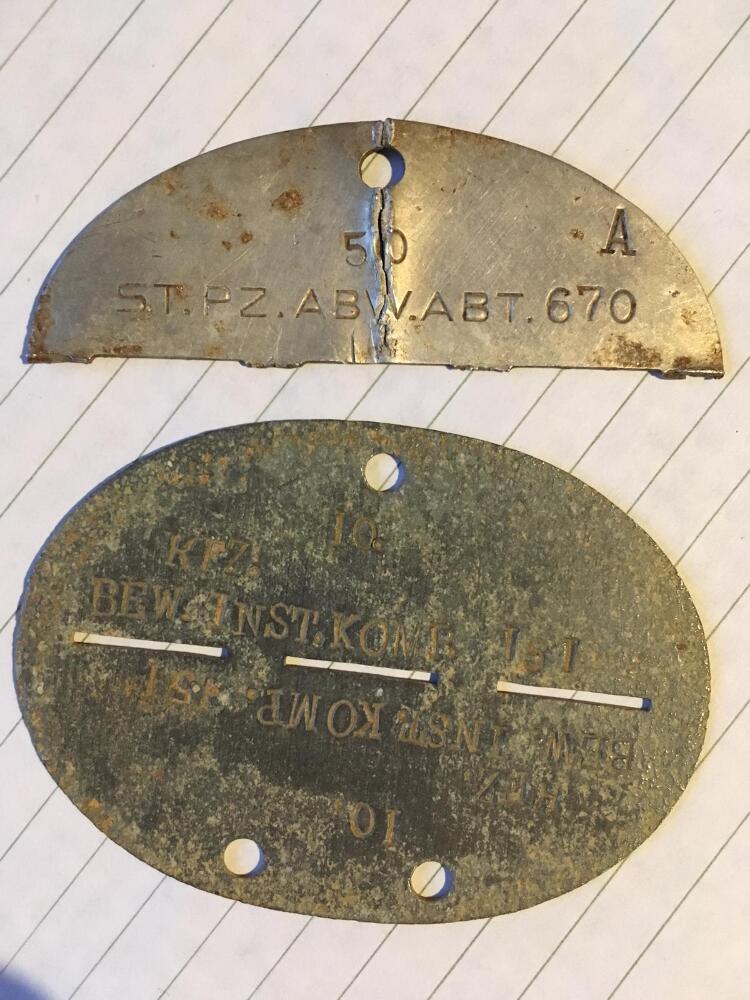 50 A
ST.PZ.ABW.ABT.670
10.
KFZ.
BEW. INST.KOMP. 151
BEW. INST.KOMP. 151
KFZ.
10.